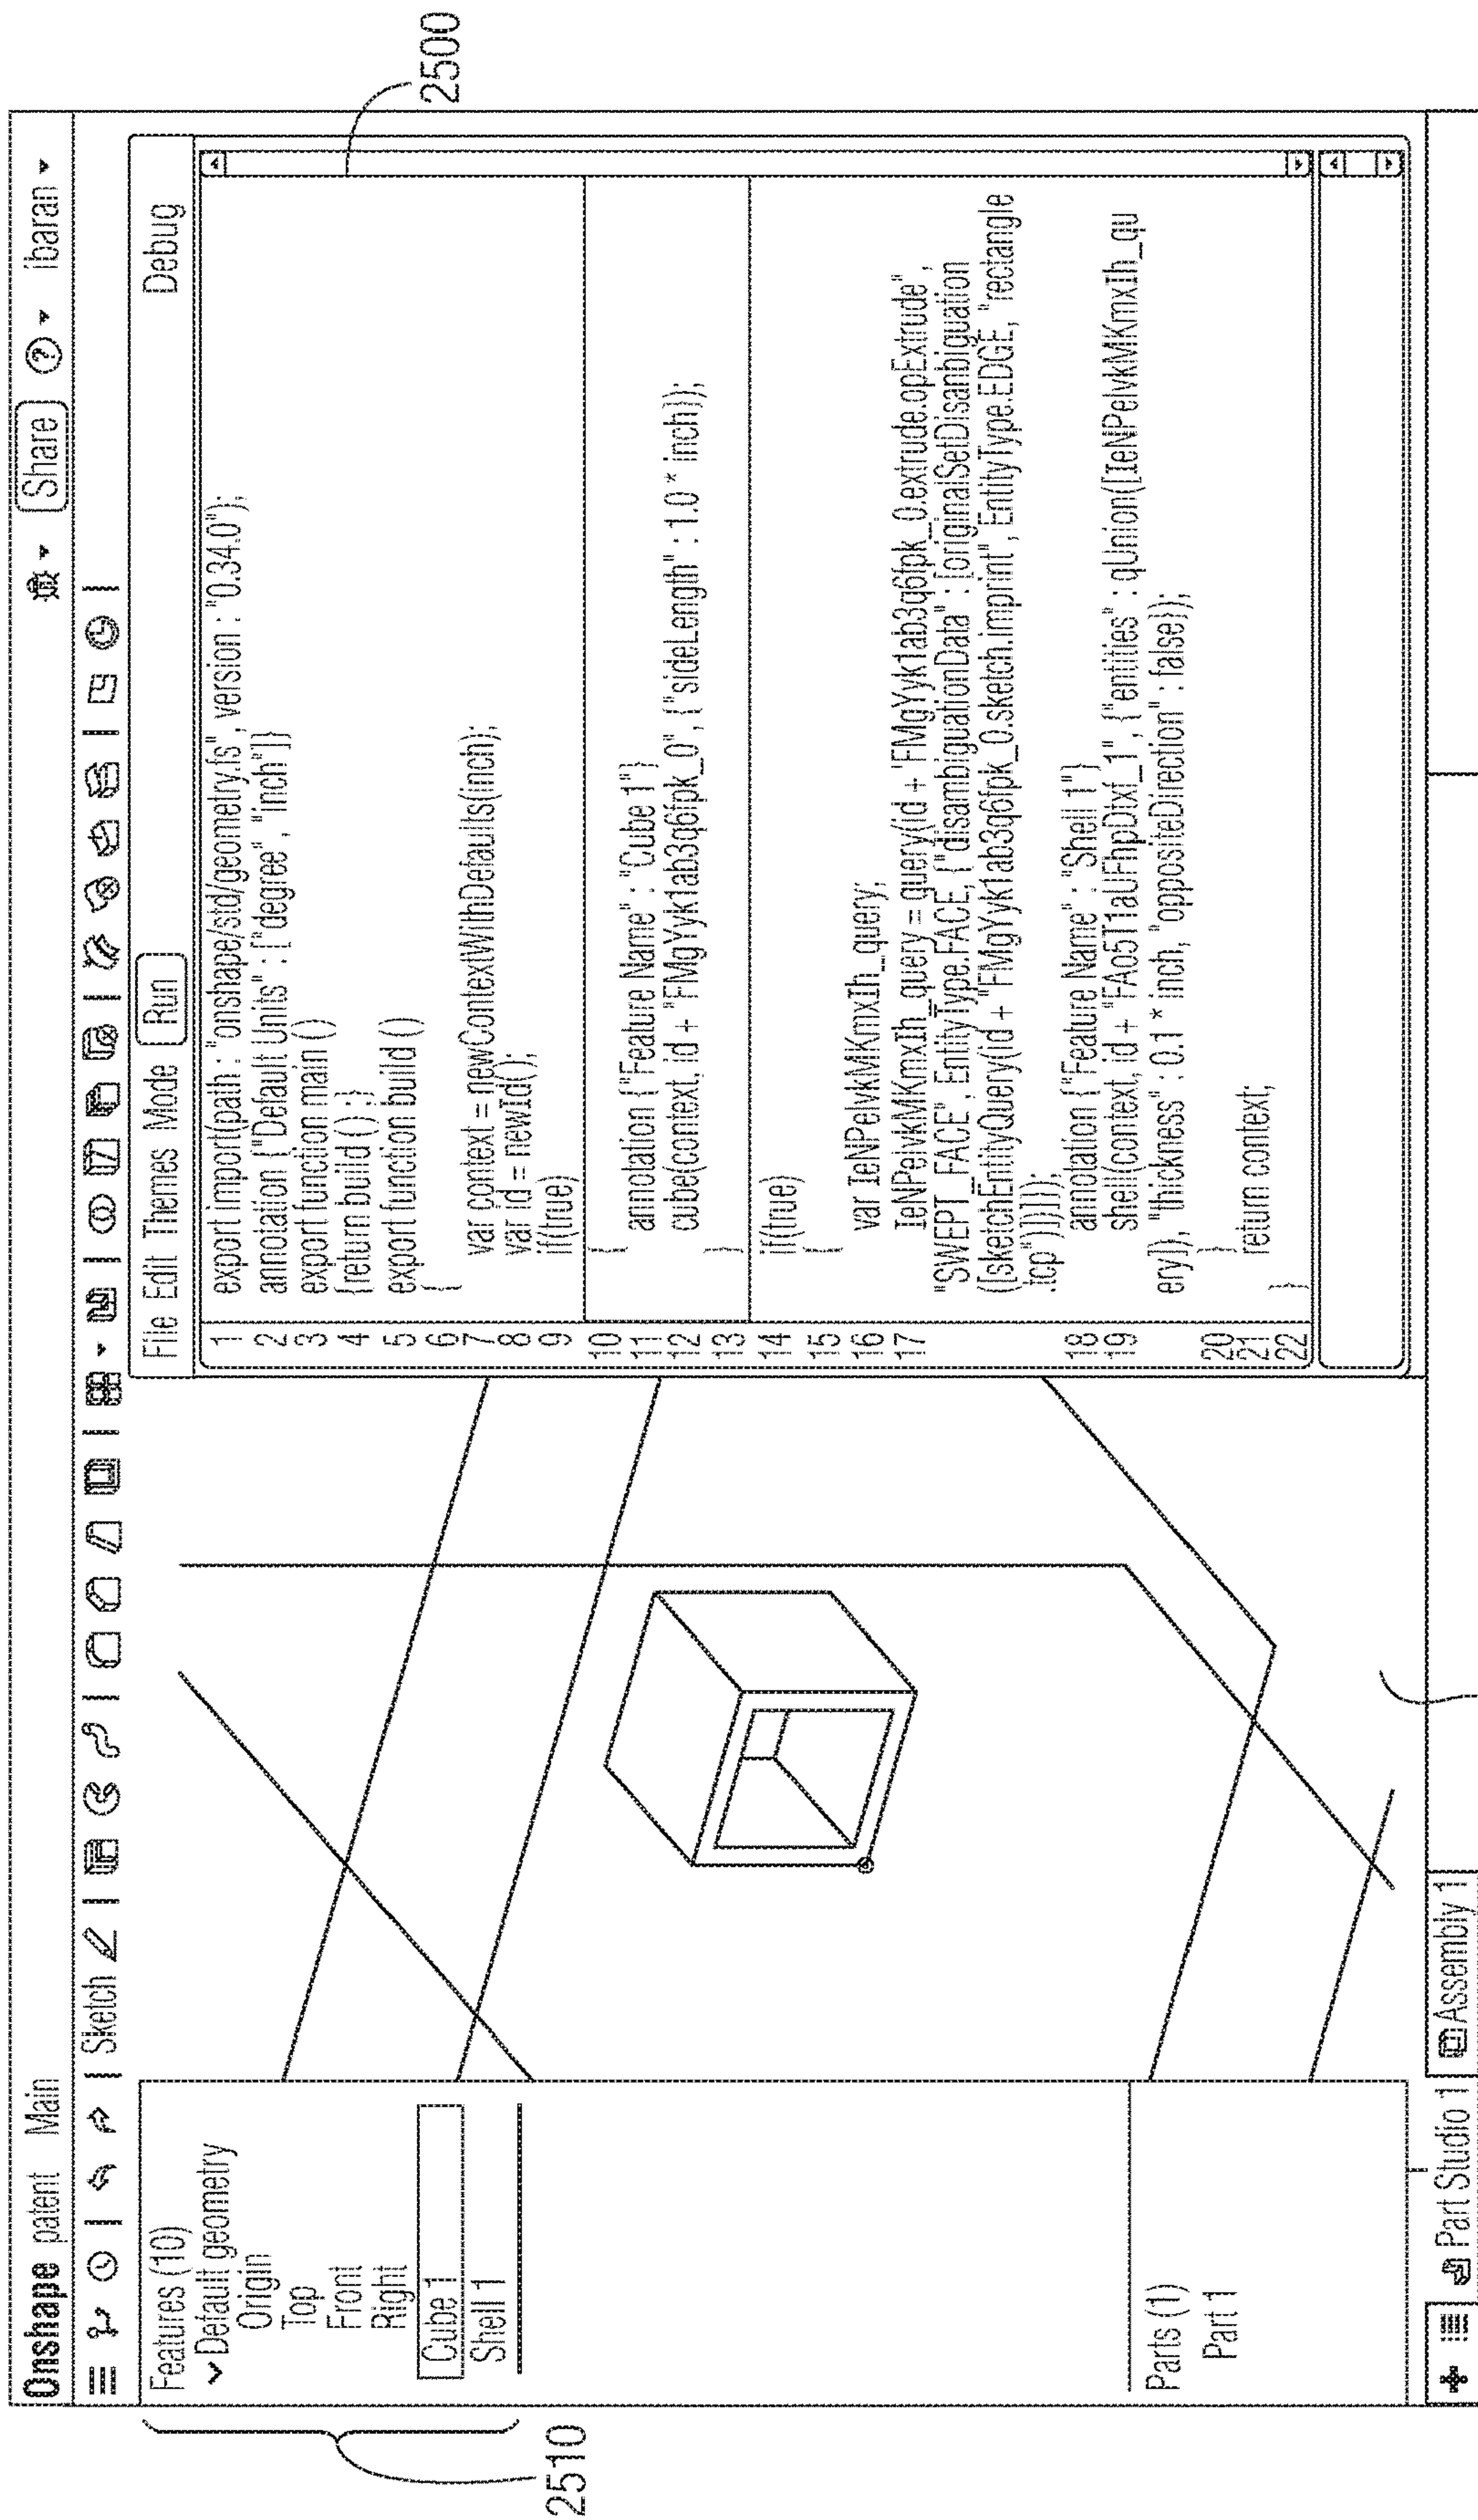 Onshape patent Main Share ? ibaran
Sketch
Features (10)
Default geometry
Origin
Top
Front
Right
Cube 1
Shell 1
Parts (1)
Part 1
File Edit Themes Mode Run Debug
1 export import(path : "onshape/std/geometry.fs", version : "0.34.0");
2 annotation {"Default Units" : ["degree", "inch"]}
3 export function main ()
4 {return build () ;}
5 export function build ()
6 {
7 var context = newContextWithDefaults(inch);
8 var id = newId();
9 if(true)
10 {
11 annotation {"Feature Name" : "Cube 1"}
12 cube(context, id + "FMgYyk1ab3q6fpk_0", {"sideLength" : 1.0 * inch});
13 }
14 if(true)
15 {
16 var IeNPelvkMKmxIh_query;
17 IeNPelvkMKmxIh_query = query(id + 'FMgYyk1ab3q6fpk_0.extrude.opExtrude",
"SWEPT_FACE", EntityType.FACE, {"disambiguationData" : [originalSetDisanbiguation
([sketchEntityQuery(id + "FMgYyk1ab3q6fpk_0.sketch.imprint", EntityType.EDGE, "rectangle
.tcp")])]});
18 annotation {"Feature Name" : "Shell 1"}
19 shell(context, id + "FAo5T1aUFhpDtxf_1", {"entities" : qUnion([IeNPelvkMKmxIh_qu
ery]), "thickness" : 0.1 * inch, "oppositeDirection" : false});
20 }
21 return context;
22 }
Part Studio 1 Assembly 1
2500
2510